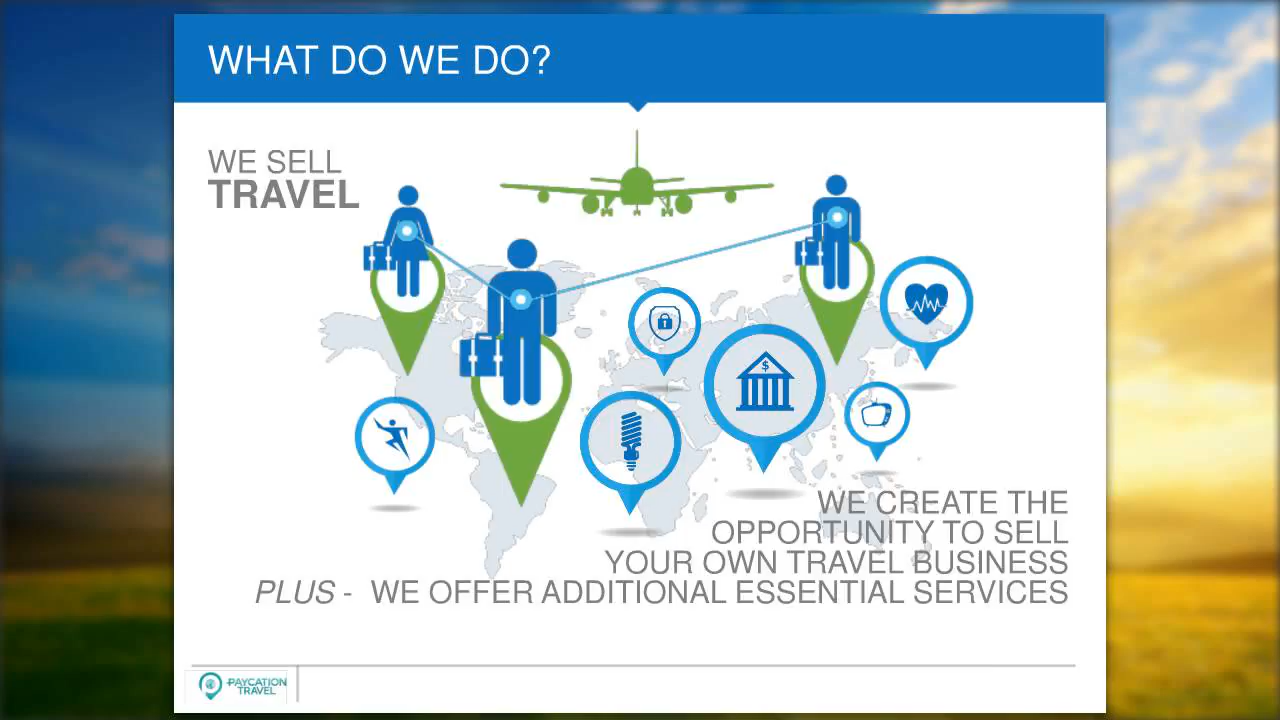 WHAT DO WE DO?
WE SELL
TRAVEL
$
WE CREATE THE
OPPORTUNITY TO SELL
YOUR OWN TRAVEL BUSINESS
PLUS - WE OFFER ADDITIONAL ESSENTIAL SERVICES
PAYCATION
TRAVEL